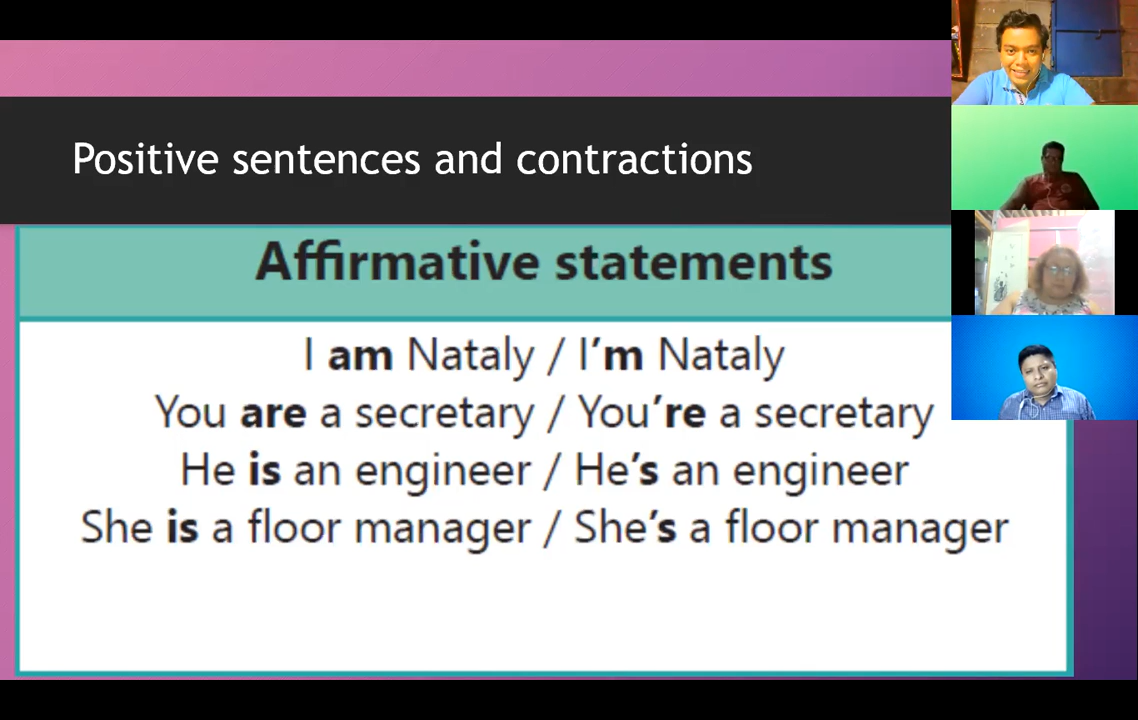 Positive sentences and contractions
Affirmative statements
I am Nataly / I’m Nataly
You are a secretary / You’re a secretary
He is an engineer / He’s an engineer
She is a floor manager / She’s a floor manager